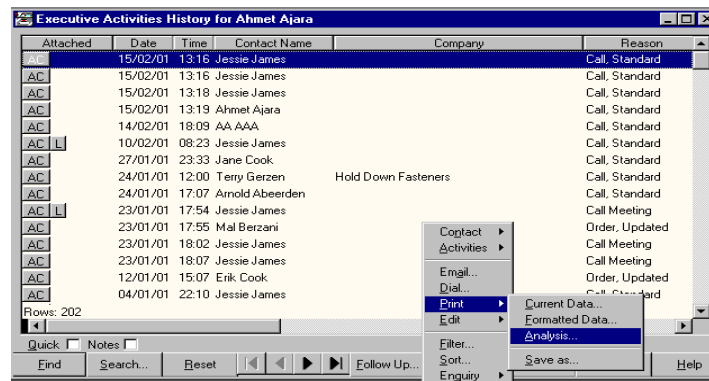 Executive Activities History for Ahmet Ajara
Attached Date Time Contact Name Company Reason
AC 15/02/01 13:16 Jessie James Call, Standard
AC 15/02/01 13:16 Jessie James Call, Standard
AC 15/02/01 13:18 Jessie James Call, Standard
AC 15/02/01 13:19 Ahmet Ajara Call, Standard
AC 14/02/01 18:09 AA AAA Call, Standard
AC L 10/02/01 08:23 Jessie James Call, Standard
AC 27/01/01 23:33 Jane Cook Call, Standard
AC 24/01/01 12:00 Terry Gerzen Hold Down Fasteners Call, Standard
AC 24/01/01 17:07 Arnold Abeerden Call, Standard
AC L 23/01/01 17:54 Jessie James Call Meeting
AC 23/01/01 17:55 Mal Berzani Order, Updated
AC 23/01/01 18:02 Jessie James Call Meeting
AC 23/01/01 18:07 Jessie James Call Meeting
AC 12/01/01 15:07 Erik Cook Order, Updated
AC 04/01/01 22:10 Jessie James Call, Standard
Rows: 202
Contact
Activities
Email...
Dial...
Print
Edit
Filter...
Sort...
Enquiry
Current Data...
Formatted Data...
Analysis...
Save as...
Quick Notes
Find Search... Reset Follow Up... Help